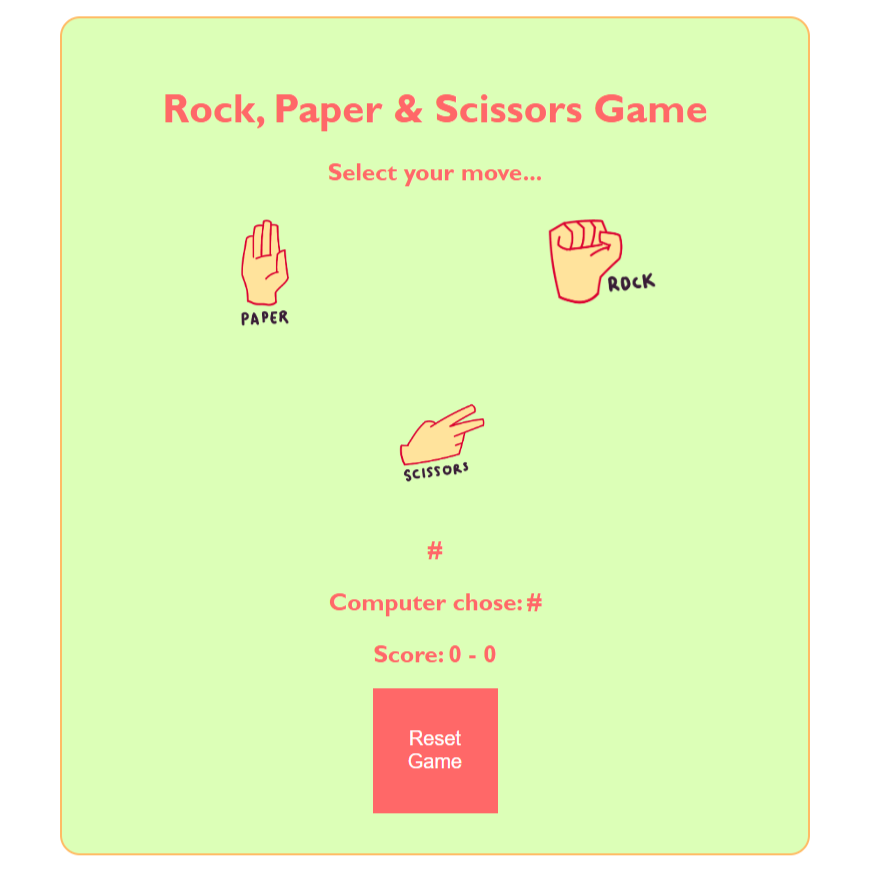 Rock, Paper & Scissors Game
Select your move...
PAPER
ROCK
SCISSORS
#
Computer chose: #
Score: 0 - 0
Reset
Game